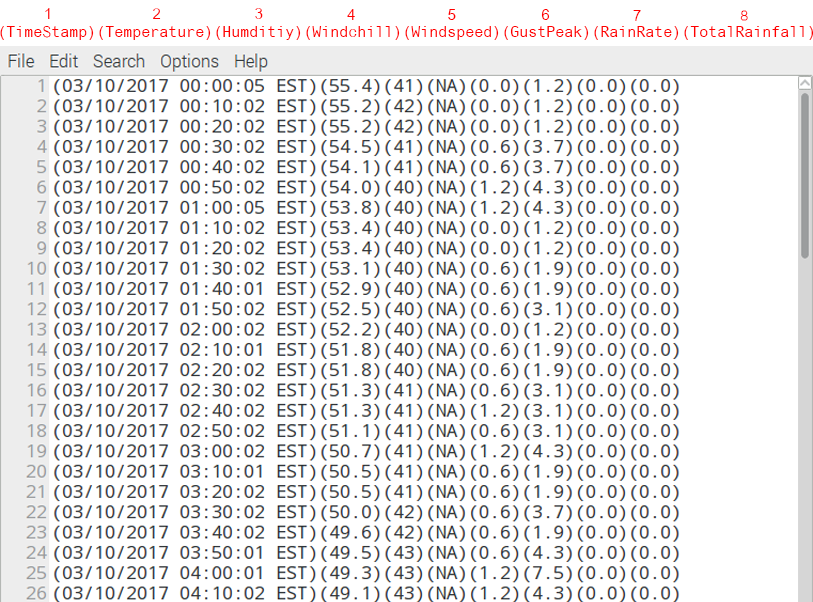 1 2 3 4 5 6 7 8
(TimeStamp)(Temperature)(Humditiy)(Windchill)(Windspeed)(GustPeak)(RainRate)(TotalRainfall)
File Edit Search Options Help
1 (03/10/2017 00:00:05 EST)(55.4)(41)(NA)(0.0)(1.2)(0.0)(0.0)
2 (03/10/2017 00:10:02 EST)(55.2)(42)(NA)(0.0)(1.2)(0.0)(0.0)
3 (03/10/2017 00:20:02 EST)(55.2)(42)(NA)(0.0)(1.2)(0.0)(0.0)
4 (03/10/2017 00:30:02 EST)(54.5)(41)(NA)(0.6)(3.7)(0.0)(0.0)
5 (03/10/2017 00:40:02 EST)(54.1)(41)(NA)(0.6)(3.7)(0.0)(0.0)
6 (03/10/2017 00:50:02 EST)(54.0)(40)(NA)(1.2)(4.3)(0.0)(0.0)
7 (03/10/2017 01:00:05 EST)(53.8)(40)(NA)(1.2)(4.3)(0.0)(0.0)
8 (03/10/2017 01:10:02 EST)(53.4)(40)(NA)(0.0)(1.2)(0.0)(0.0)
9 (03/10/2017 01:20:02 EST)(53.4)(40)(NA)(0.0)(1.2)(0.0)(0.0)
10 (03/10/2017 01:30:02 EST)(53.1)(40)(NA)(0.6)(1.9)(0.0)(0.0)
11 (03/10/2017 01:40:01 EST)(52.9)(40)(NA)(0.6)(1.9)(0.0)(0.0)
12 (03/10/2017 01:50:02 EST)(52.5)(40)(NA)(0.6)(3.1)(0.0)(0.0)
13 (03/10/2017 02:00:02 EST)(52.2)(40)(NA)(0.0)(1.2)(0.0)(0.0)
14 (03/10/2017 02:10:01 EST)(51.8)(40)(NA)(0.6)(1.9)(0.0)(0.0)
15 (03/10/2017 02:20:02 EST)(51.8)(40)(NA)(0.6)(1.9)(0.0)(0.0)
16 (03/10/2017 02:30:02 EST)(51.3)(41)(NA)(0.6)(3.1)(0.0)(0.0)
17 (03/10/2017 02:40:02 EST)(51.3)(41)(NA)(1.2)(3.1)(0.0)(0.0)
18 (03/10/2017 02:50:02 EST)(51.1)(41)(NA)(0.6)(3.1)(0.0)(0.0)
19 (03/10/2017 03:00:02 EST)(50.7)(41)(NA)(1.2)(4.3)(0.0)(0.0)
20 (03/10/2017 03:10:01 EST)(50.5)(41)(NA)(0.6)(1.9)(0.0)(0.0)
21 (03/10/2017 03:20:02 EST)(50.5)(41)(NA)(0.6)(1.9)(0.0)(0.0)
22 (03/10/2017 03:30:02 EST)(50.0)(42)(NA)(0.6)(3.7)(0.0)(0.0)
23 (03/10/2017 03:40:02 EST)(49.6)(42)(NA)(0.6)(1.9)(0.0)(0.0)
24 (03/10/2017 03:50:01 EST)(49.5)(43)(NA)(0.6)(4.3)(0.0)(0.0)
25 (03/10/2017 04:00:01 EST)(49.3)(43)(NA)(1.2)(7.5)(0.0)(0.0)
26 (03/10/2017 04:10:02 EST)(49.1)(43)(NA)(1.2)(4.3)(0.0)(0.0)